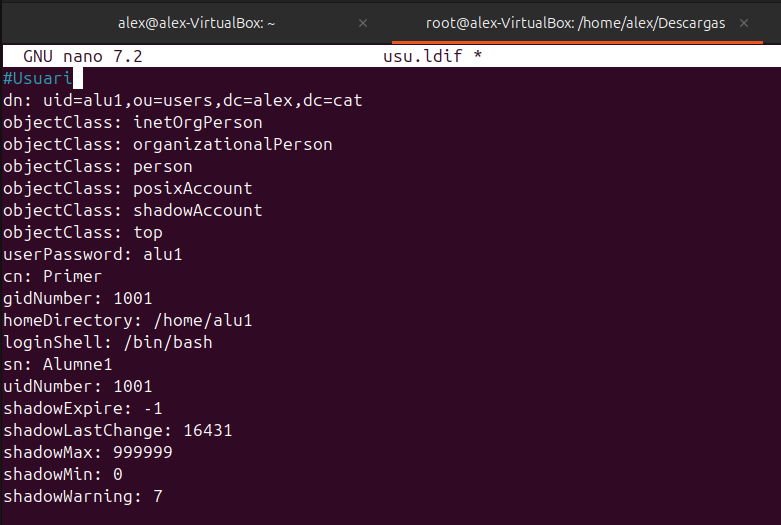 alex@alex-VirtualBox: ~ ×
root@alex-VirtualBox: /home/alex/Descargas ×
GNU nano 7.2 usu.ldif *
#Usuari
dn: uid=alu1,ou=users,dc=alex,dc=cat
objectClass: inetOrgPerson
objectClass: organizationalPerson
objectClass: person
objectClass: posixAccount
objectClass: shadowAccount
objectClass: top
userPassword: alu1
cn: Primer
gidNumber: 1001
homeDirectory: /home/alu1
loginShell: /bin/bash
sn: Alumne1
uidNumber: 1001
shadowExpire: -1
shadowLastChange: 16431
shadowMax: 999999
shadowMin: 0
shadowWarning: 7